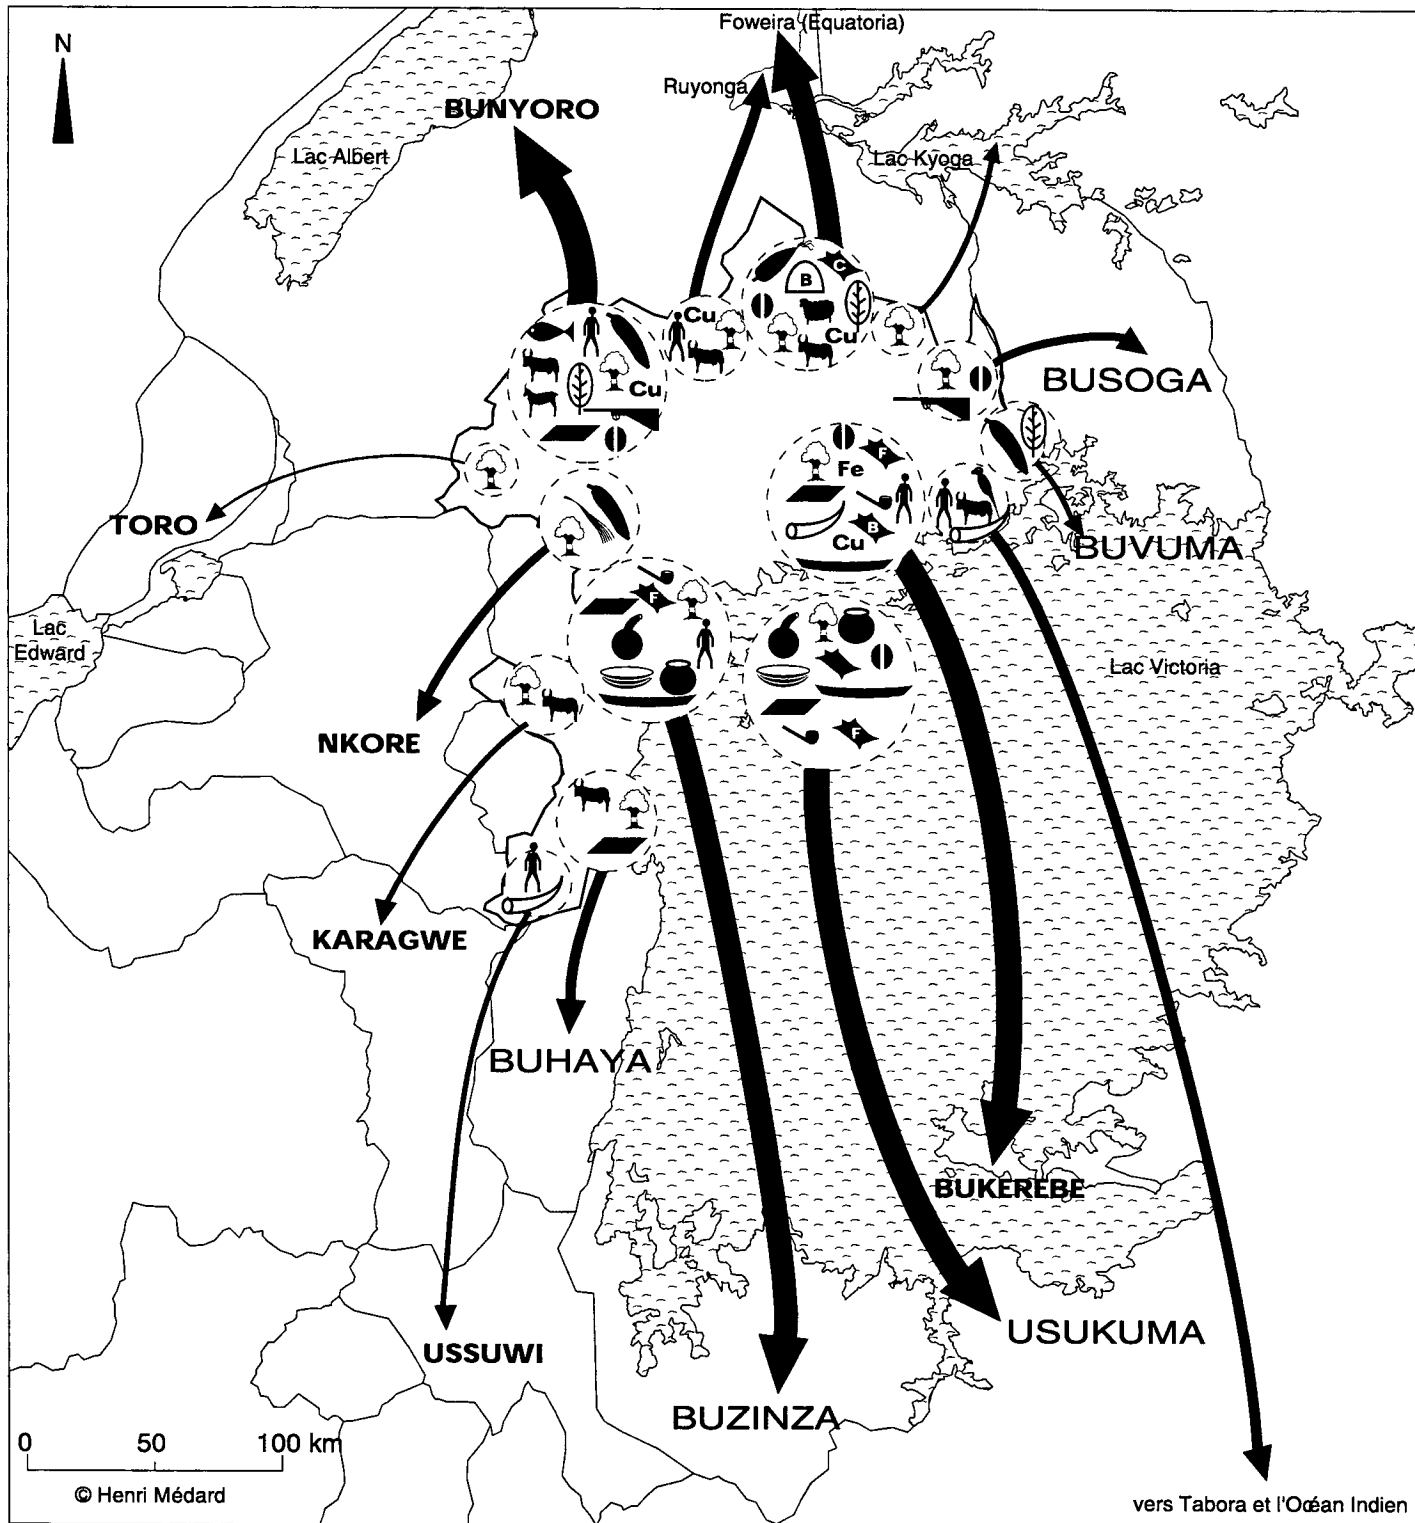 Foweira (Equatoria)
N
Ruyonga
BUNYORO
Lac Albert
Lac Kyoga
C
B
Cu
Cu
Cu
BUSOGA
F
Fe
TORO
B
Cu
BUVUMA
F
Lac
Edward
Lac Victoria
F
NKORE
KARAGWE
BUHAYA
BUKEREBE
USUKUMA
USSUWI
BUZINZA
0 50 100 km
© Henri Médard
vers Tabora et l'Océan Indien